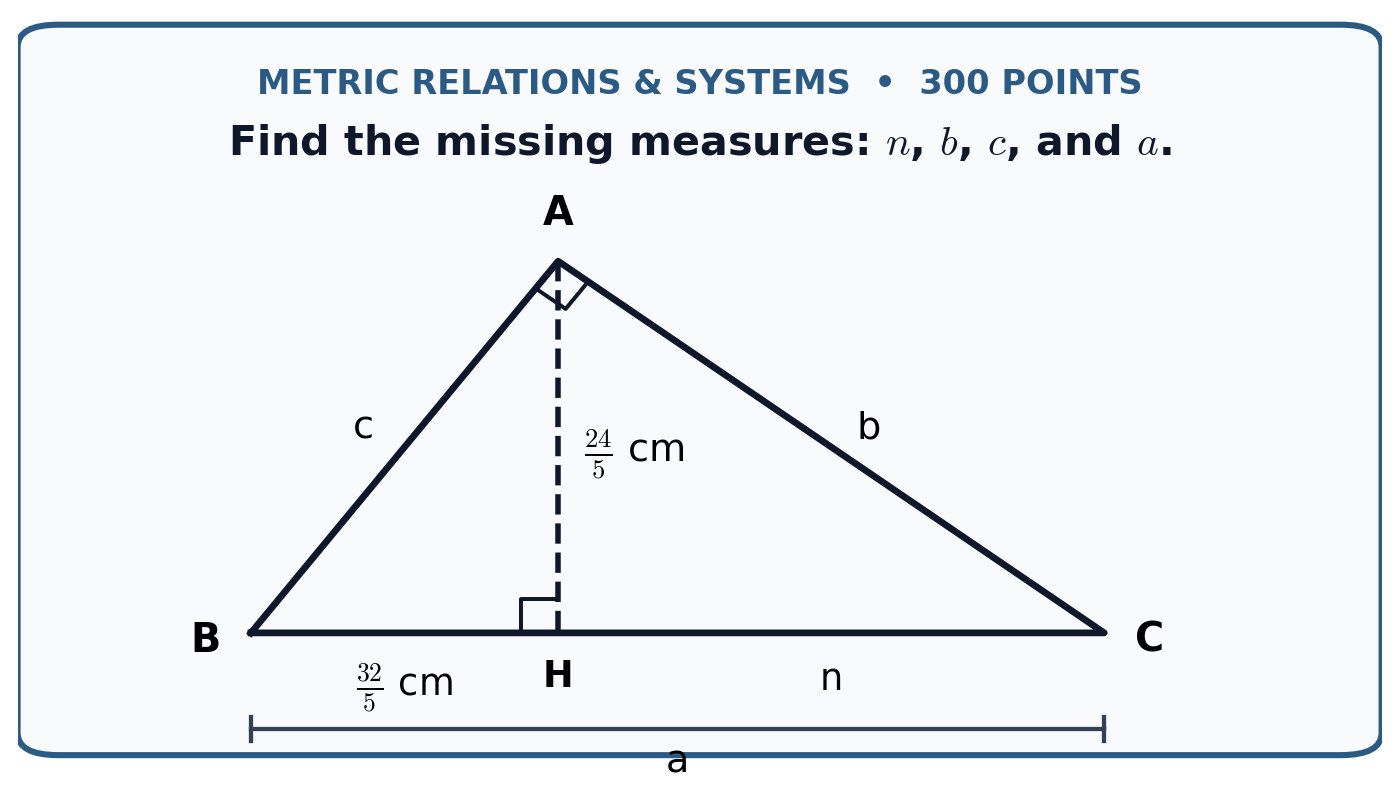 METRIC RELATIONS & SYSTEMS • 300 POINTS
Find the missing measures: n, b, c, and a.
A
c
b
24/5 cm
B
C
32/5 cm
H
n
a